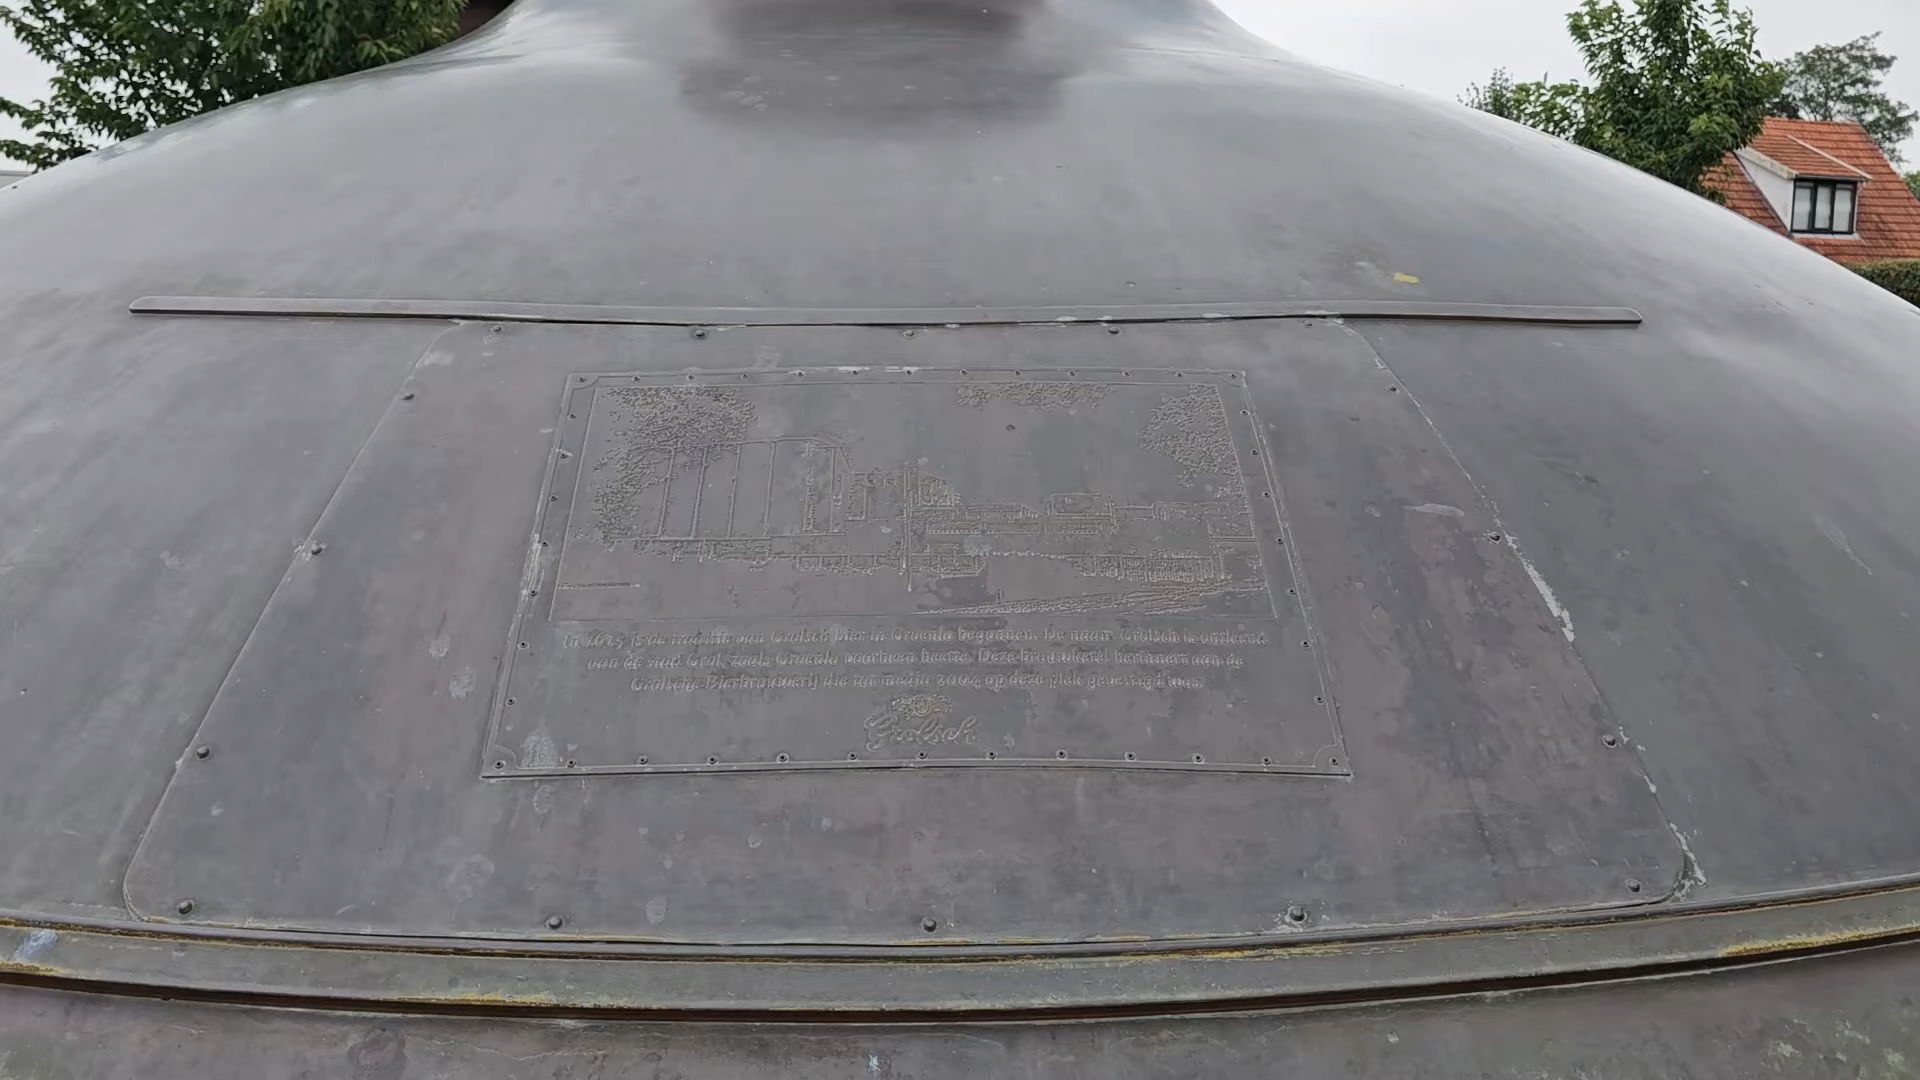 In 1615 is de productie van Grolsch bier in Groenlo begonnen. De naam Grolsch is ontleend
aan de stad Grol, zoals Groenlo voorheen heette. Deze brouwketel herinnert aan de
Grolsche Bierbrouwerij die tot medio 2004 op deze plek gevestigd was.
Grolsch